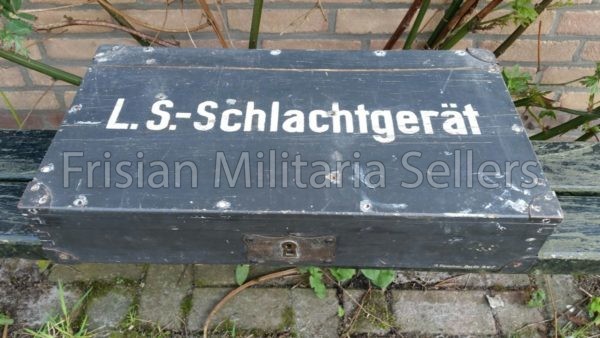 L.S.-Schlachtgerät
Frisian Militaria Sellers